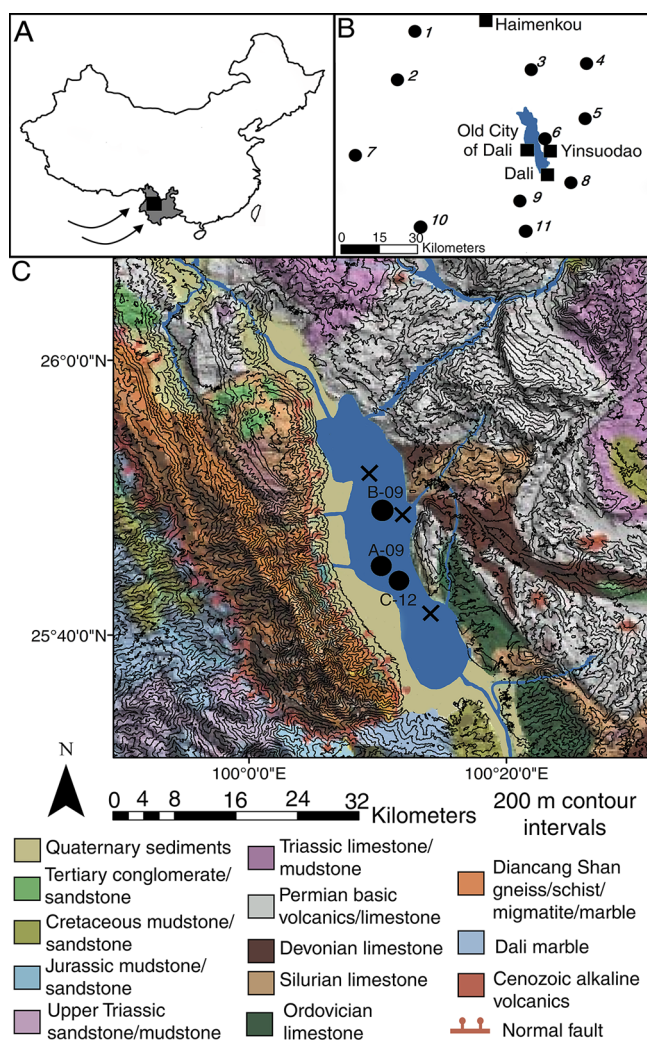 A
B
Haimenkou
1
2
3
4
5
6
Old City
of Dali
Yinsuodao
7
Dali
8
9
10
11
0 15 30
Kilometers
C
26°0'0"N
B-09
A-09
C-12
25°40'0"N
N
100°0'0"E
100°20'0"E
0 2 4 8 16 24 32
Kilometers
200 m contour
intervals
Quaternary sediments
Tertiary conglomerate/
sandstone
Cretaceous mudstone/
sandstone
Jurassic mudstone/
sandstone
Upper Triassic
sandstone/mudstone
Triassic limestone/
mudstone
Permian basic
volcanics/limestone
Devonian limestone
Silurian limestone
Ordovician
limestone
Diancang Shan
gneiss/schist/
migmatite/marble
Dali marble
Cenozoic alkaline
volcanics
Normal fault